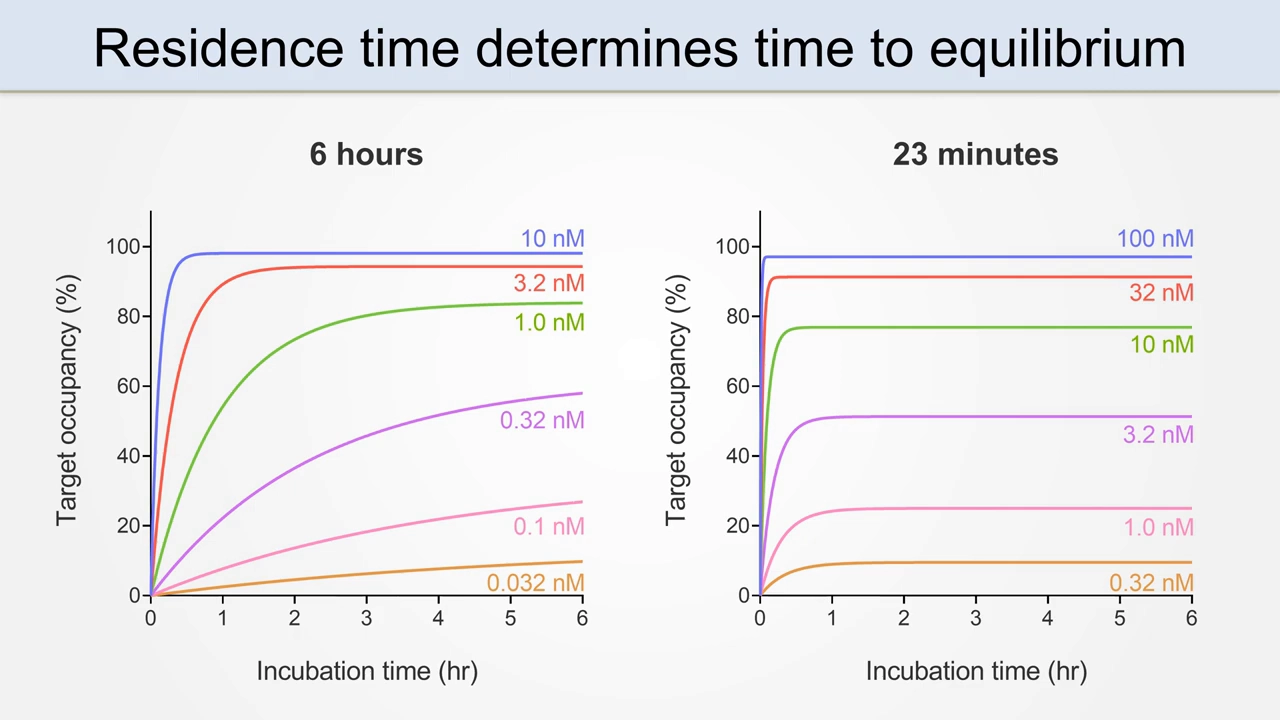 Residence time determines time to equilibrium
6 hours
Target occupancy (%)
100
80
60
40
20
0
10 nM
3.2 nM
1.0 nM
0.32 nM
0.1 nM
0.032 nM
0 1 2 3 4 5 6
Incubation time (hr)
23 minutes
Target occupancy (%)
100
80
60
40
20
0
100 nM
32 nM
10 nM
3.2 nM
1.0 nM
0.32 nM
0 1 2 3 4 5 6
Incubation time (hr)